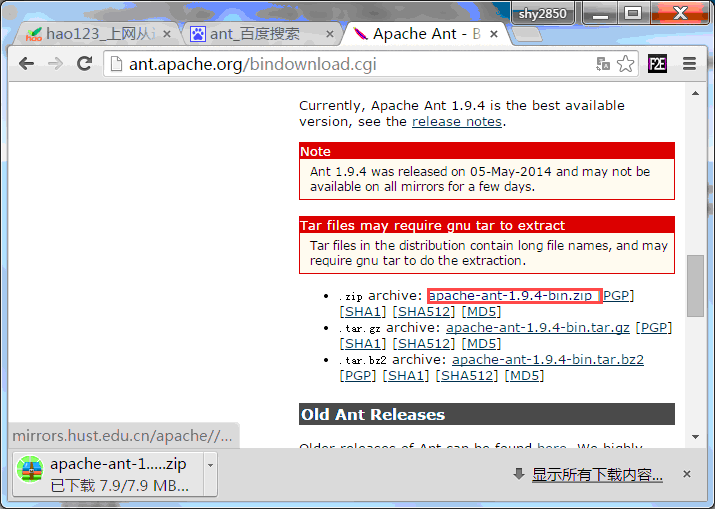 shy2850
hao123_上网从这
ant_百度搜索
Apache Ant - B
ant.apache.org/bindownload.cgi
F2E
Currently, Apache Ant 1.9.4 is the best available
version, see the release notes.
Note
Ant 1.9.4 was released on 05-May-2014 and may not be
available on all mirrors for a few days.
Tar files may require gnu tar to extract
Tar files in the distribution contain long file names, and may
require gnu tar to do the extraction.
• .zip archive: apache-ant-1.9.4-bin.zip [PGP]
[SHA1] [SHA512] [MD5]
• .tar.gz archive: apache-ant-1.9.4-bin.tar.gz [PGP]
[SHA1] [SHA512] [MD5]
• .tar.bz2 archive: apache-ant-1.9.4-bin.tar.bz2
[PGP] [SHA1] [SHA512] [MD5]
Old Ant Releases
Older releases of Ant can be found here. We highly
mirrors.hust.edu.cn/apache//...
apache-ant-1.....zip
已下载 7.9/7.9 MB...
显示所有下载内容...